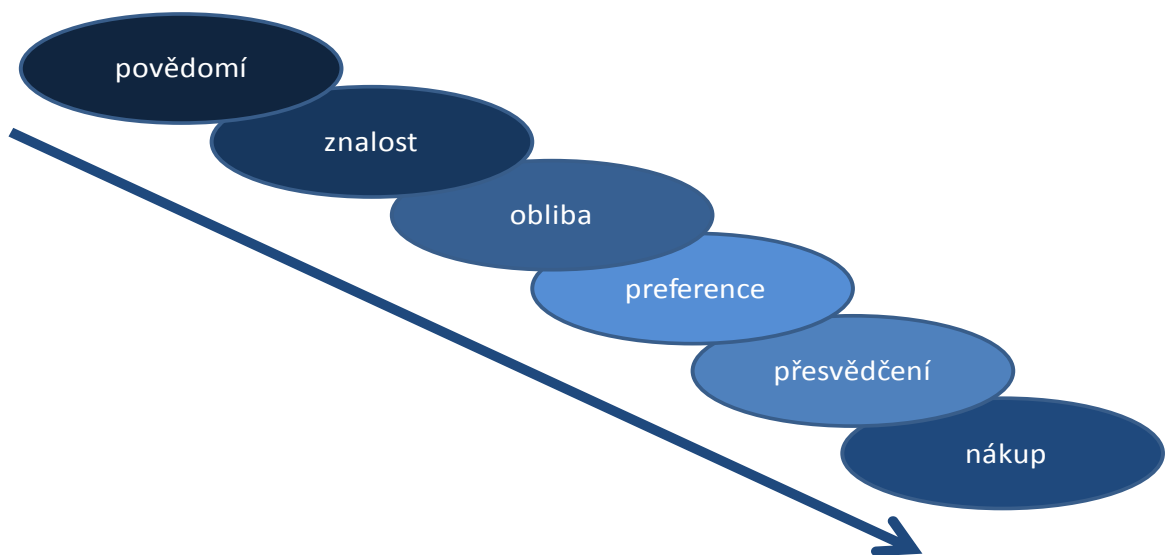 povědomí
znalost
obliba
preference
přesvědčení
nákup